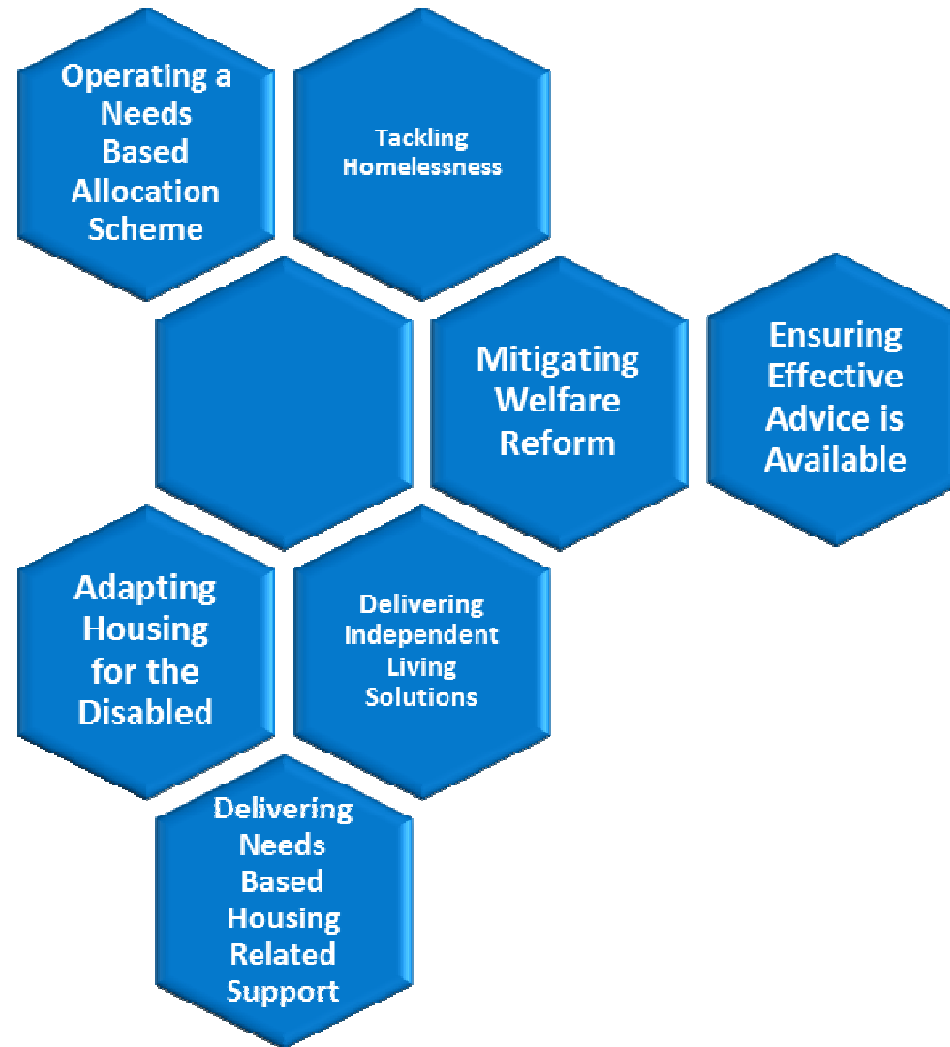 Operating a
Needs
Based
Allocation
Scheme
Tackling
Homelessness
Mitigating
Welfare
Reform
Ensuring
Effective
Advice is
Available
Adapting
Housing
for the
Disabled
Delivering
Independent
Living
Solutions
Delivering
Needs
Based
Housing
Related
Support